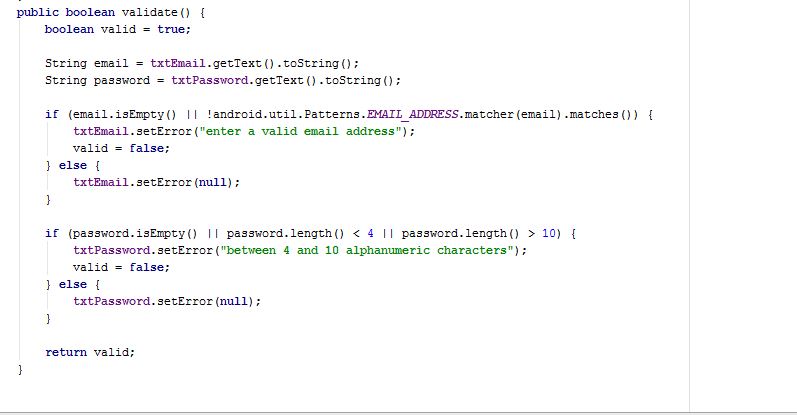 public boolean validate() {
    boolean valid = true;

    String email = txtEmail.getText().toString();
    String password = txtPassword.getText().toString();

    if (email.isEmpty() || !android.util.Patterns.EMAIL_ADDRESS.matcher(email).matches()) {
        txtEmail.setError("enter a valid email address");
        valid = false;
    } else {
        txtEmail.setError(null);
    }

    if (password.isEmpty() || password.length() < 4 || password.length() > 10) {
        txtPassword.setError("between 4 and 10 alphanumeric characters");
        valid = false;
    } else {
        txtPassword.setError(null);
    }

    return valid;
}